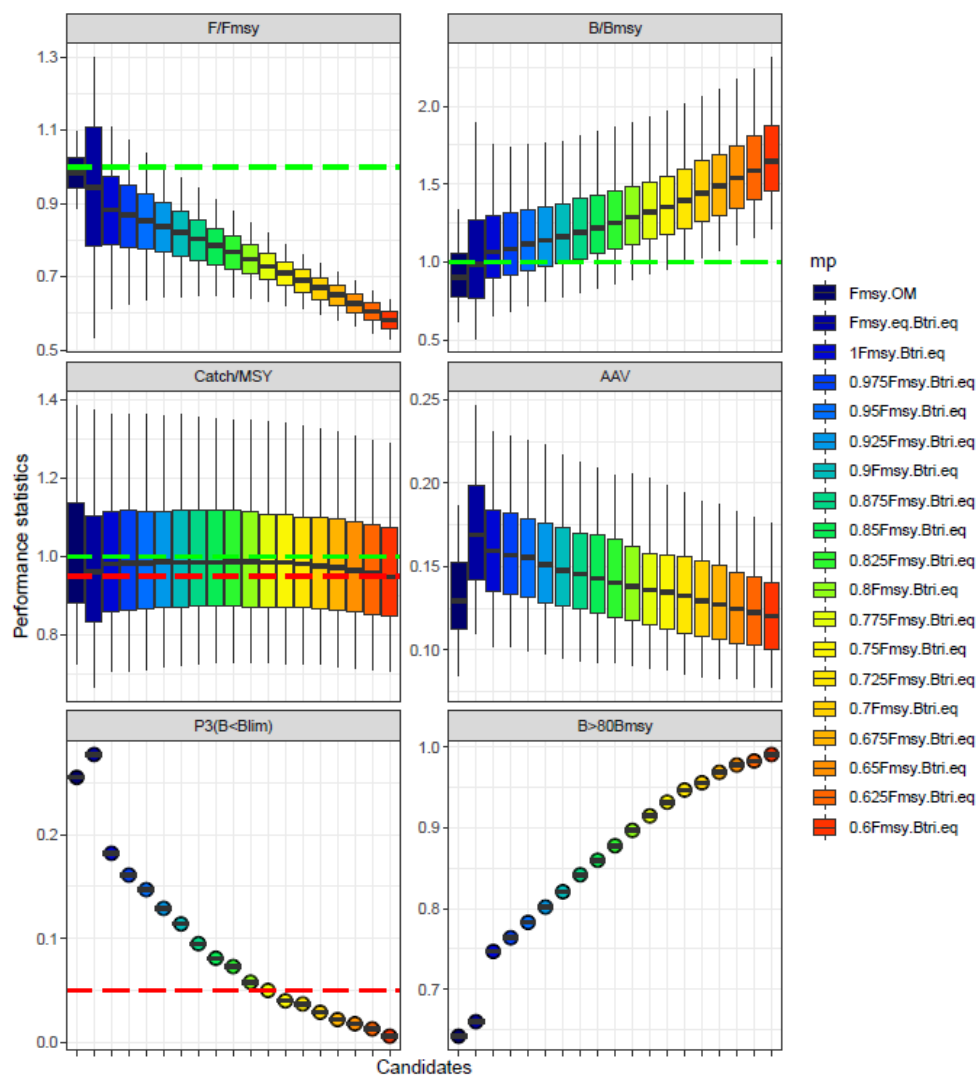 F/Fmsy
B/Bmsy
1.3
1.1
0.9
0.7
0.5
2.0
1.5
1.0
0.5
Catch/MSY
AAV
1.4
1.2
1.0
0.8
0.25
0.20
0.15
0.10
P3(B<Blim)
B>80Bmsy
0.2
0.1
0.0
1.0
0.9
0.8
0.7
Performance statistics
Candidates
mp
Fmsy.OM
Fmsy.eq.Btri.eq
1Fmsy.Btri.eq
0.975Fmsy.Btri.eq
0.95Fmsy.Btri.eq
0.925Fmsy.Btri.eq
0.9Fmsy.Btri.eq
0.875Fmsy.Btri.eq
0.85Fmsy.Btri.eq
0.825Fmsy.Btri.eq
0.8Fmsy.Btri.eq
0.775Fmsy.Btri.eq
0.75Fmsy.Btri.eq
0.725Fmsy.Btri.eq
0.7Fmsy.Btri.eq
0.675Fmsy.Btri.eq
0.65Fmsy.Btri.eq
0.625Fmsy.Btri.eq
0.6Fmsy.Btri.eq